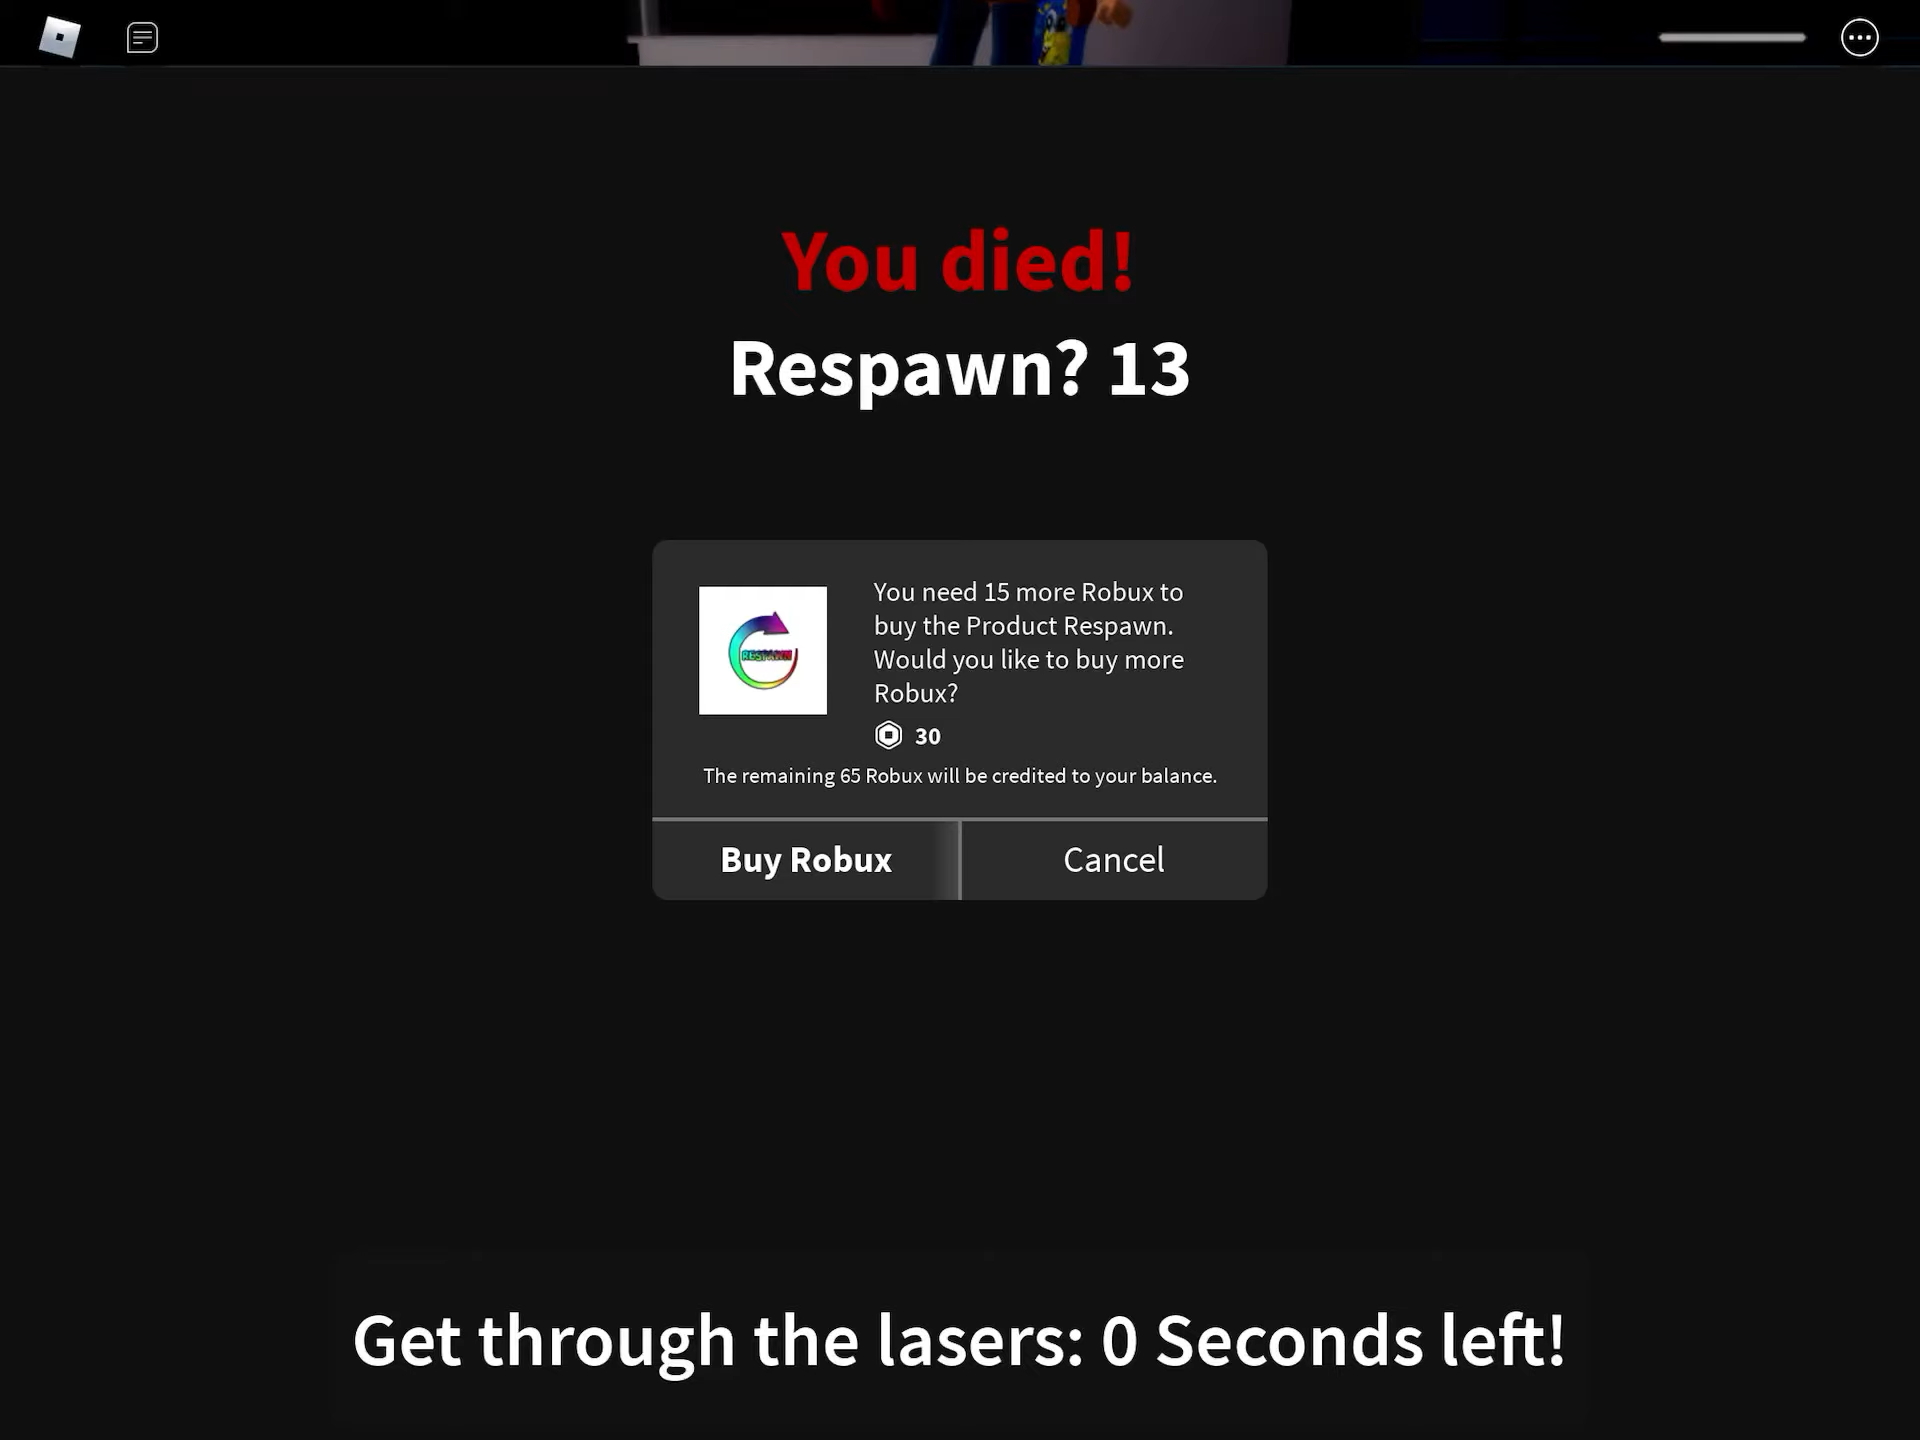 You died!
Respawn? 13
RESPAWN
You need 15 more Robux to
buy the Product Respawn.
Would you like to buy more
Robux?
30
The remaining 65 Robux will be credited to your balance.
Buy Robux
Cancel
Get through the lasers: 0 Seconds left!